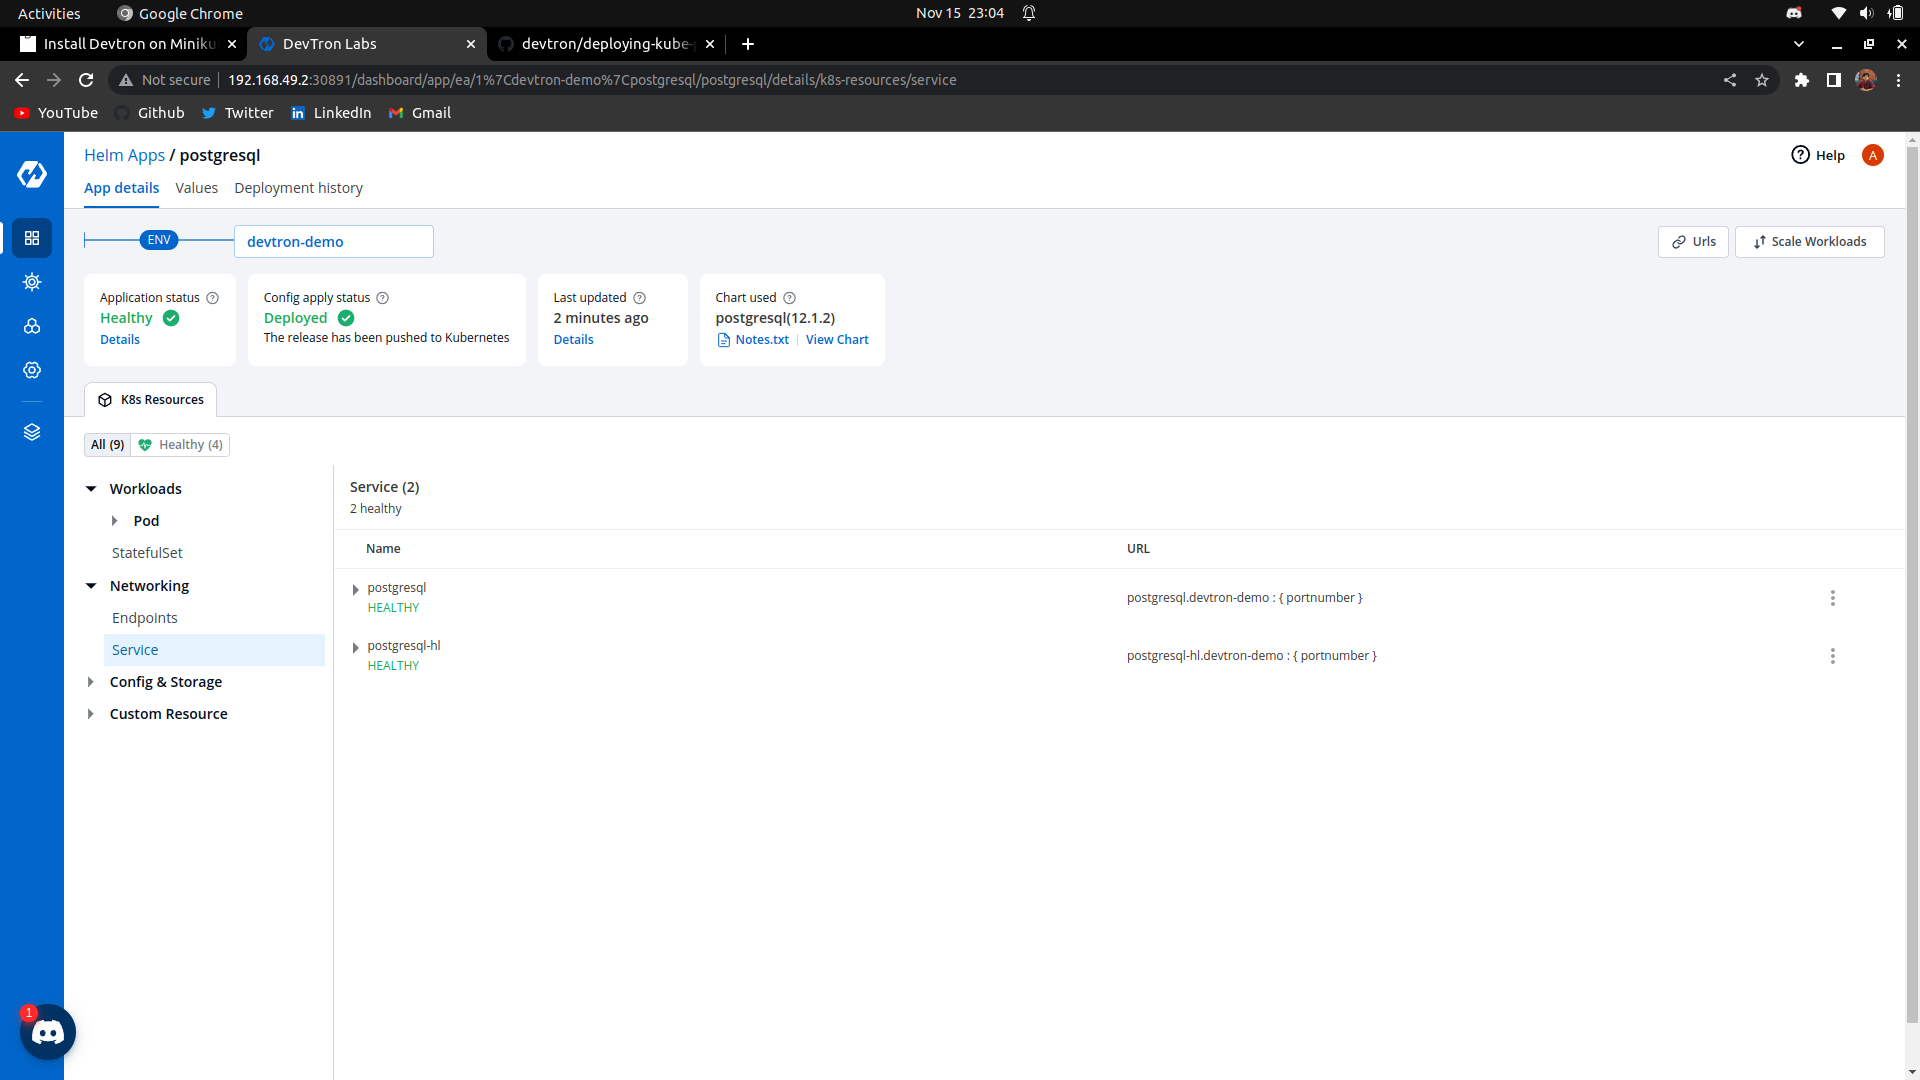 Activities Google Chrome Nov 15 23:04
Install Devtron on Miniku DevTron Labs devtron/deploying-kube-
Not secure 192.168.49.2:30891/dashboard/app/ea/1%7Cdevtron-demo%7Cpostgresql/postgresql/details/k8s-resources/service
YouTube Github Twitter LinkedIn Gmail
Helm Apps / postgresql Help A
App details Values Deployment history
ENV devtron-demo Urls Scale Workloads
Application status Config apply status Last updated Chart used
Healthy Deployed 2 minutes ago postgresql(12.1.2)
Details The release has been pushed to Kubernetes Details Notes.txt View Chart
K8s Resources
All (9) Healthy (4)
Workloads
Pod
StatefulSet
Networking
Endpoints
Service
Config & Storage
Custom Resource
Service (2)
2 healthy
Name URL
postgresql
HEALTHY
postgresql.devtron-demo : { portnumber }
postgresql-hl
HEALTHY
postgresql-hl.devtron-demo : { portnumber }
1